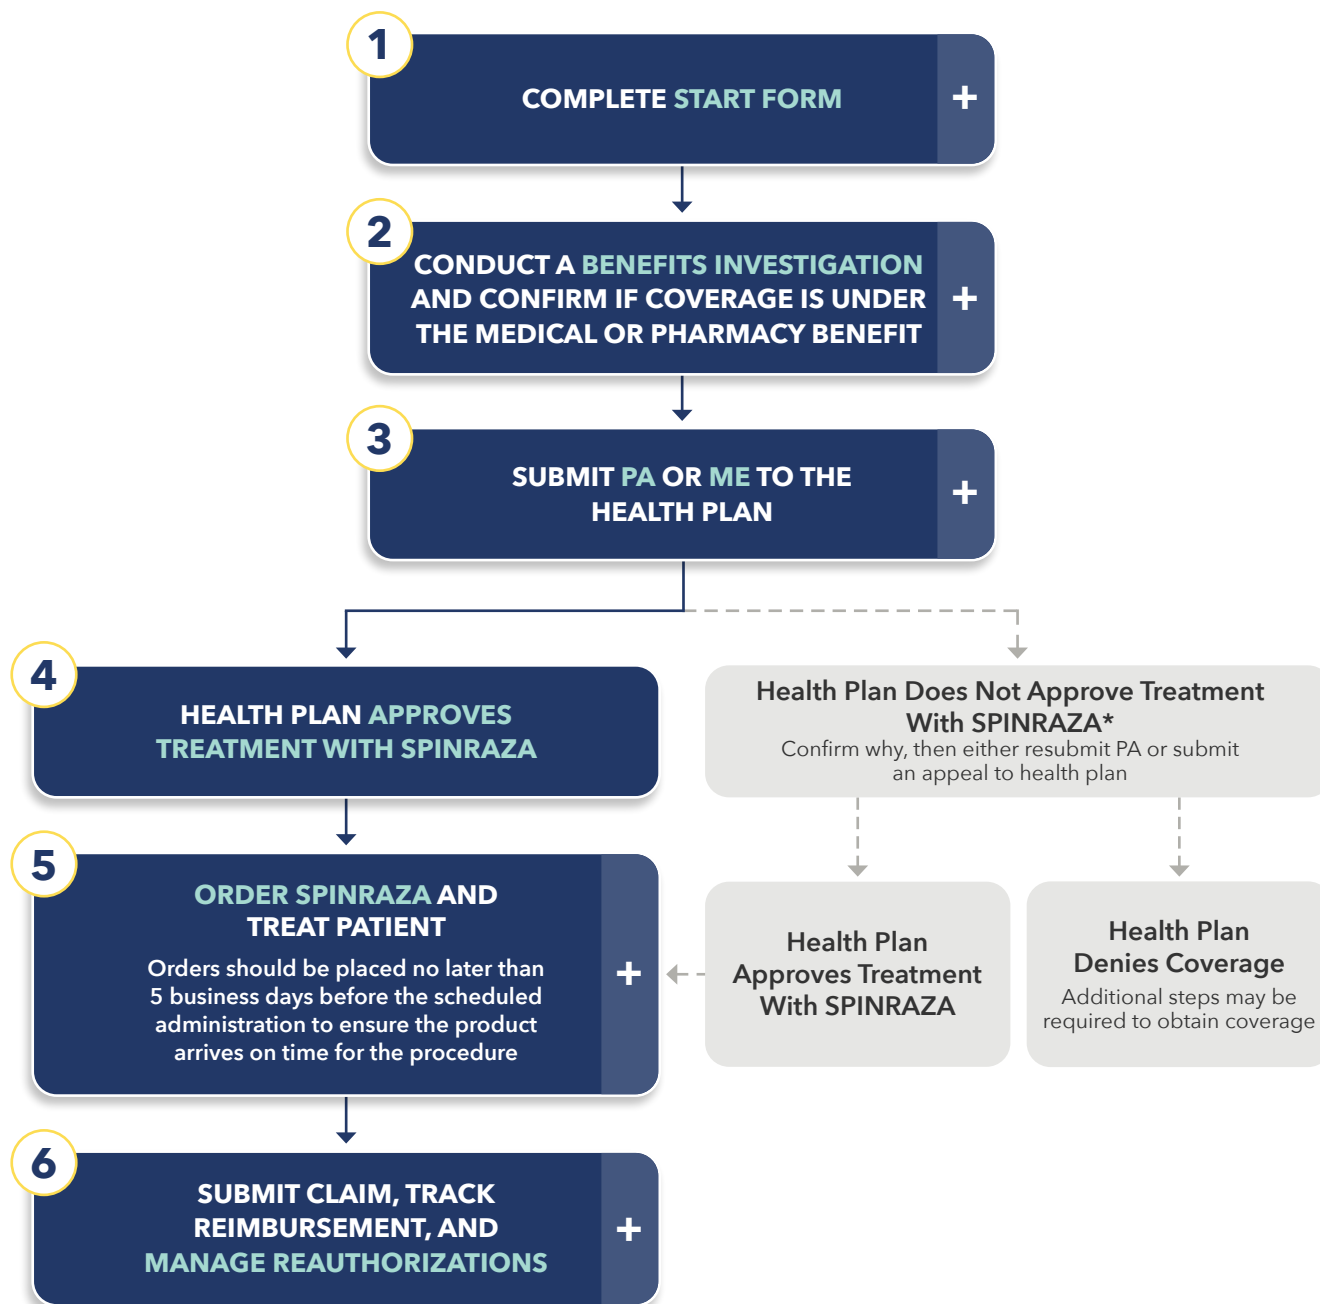 1
COMPLETE START FORM
+
2
CONDUCT A BENEFITS INVESTIGATION
AND CONFIRM IF COVERAGE IS UNDER
THE MEDICAL OR PHARMACY BENEFIT
+
3
SUBMIT PA OR ME TO THE
HEALTH PLAN
+
4
HEALTH PLAN APPROVES
TREATMENT WITH SPINRAZA
Health Plan Does Not Approve Treatment
With SPINRAZA*
Confirm why, then either resubmit PA or submit
an appeal to health plan
5
ORDER SPINRAZA AND
TREAT PATIENT
Orders should be placed no later than
5 business days before the scheduled
administration to ensure the product
arrives on time for the procedure
+
Health Plan
Approves Treatment
With SPINRAZA
Health Plan
Denies Coverage
Additional steps may be
required to obtain coverage
6
SUBMIT CLAIM, TRACK
REIMBURSEMENT, AND
MANAGE REAUTHORIZATIONS
+